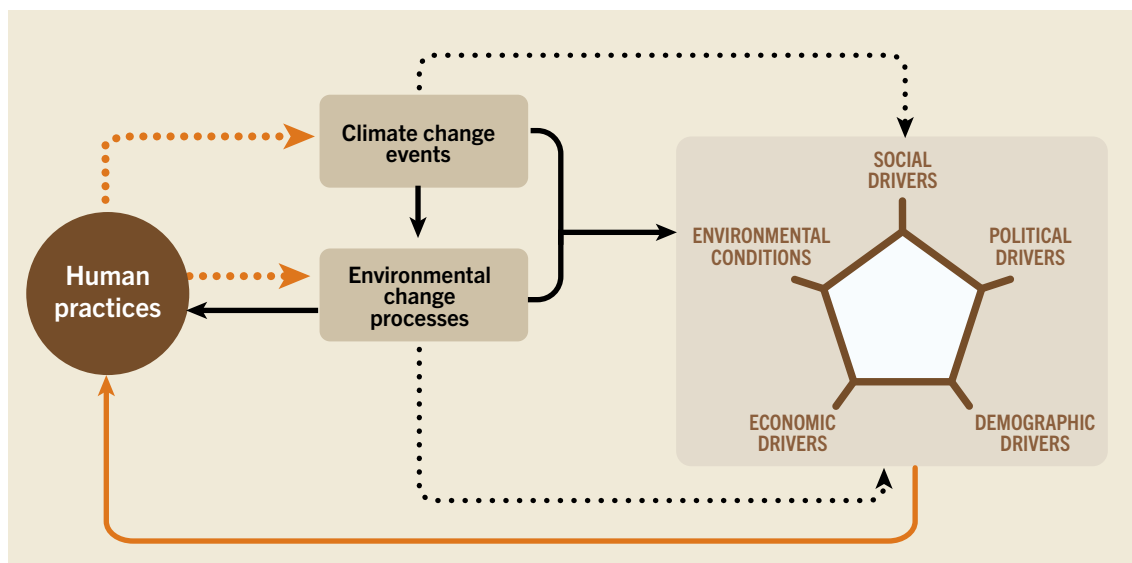 Climate change
events
SOCIAL
DRIVERS
ENVIRONMENTAL
CONDITIONS
POLITICAL
DRIVERS
Human
practices
Environmental
change
processes
ECONOMIC
DRIVERS
DEMOGRAPHIC
DRIVERS